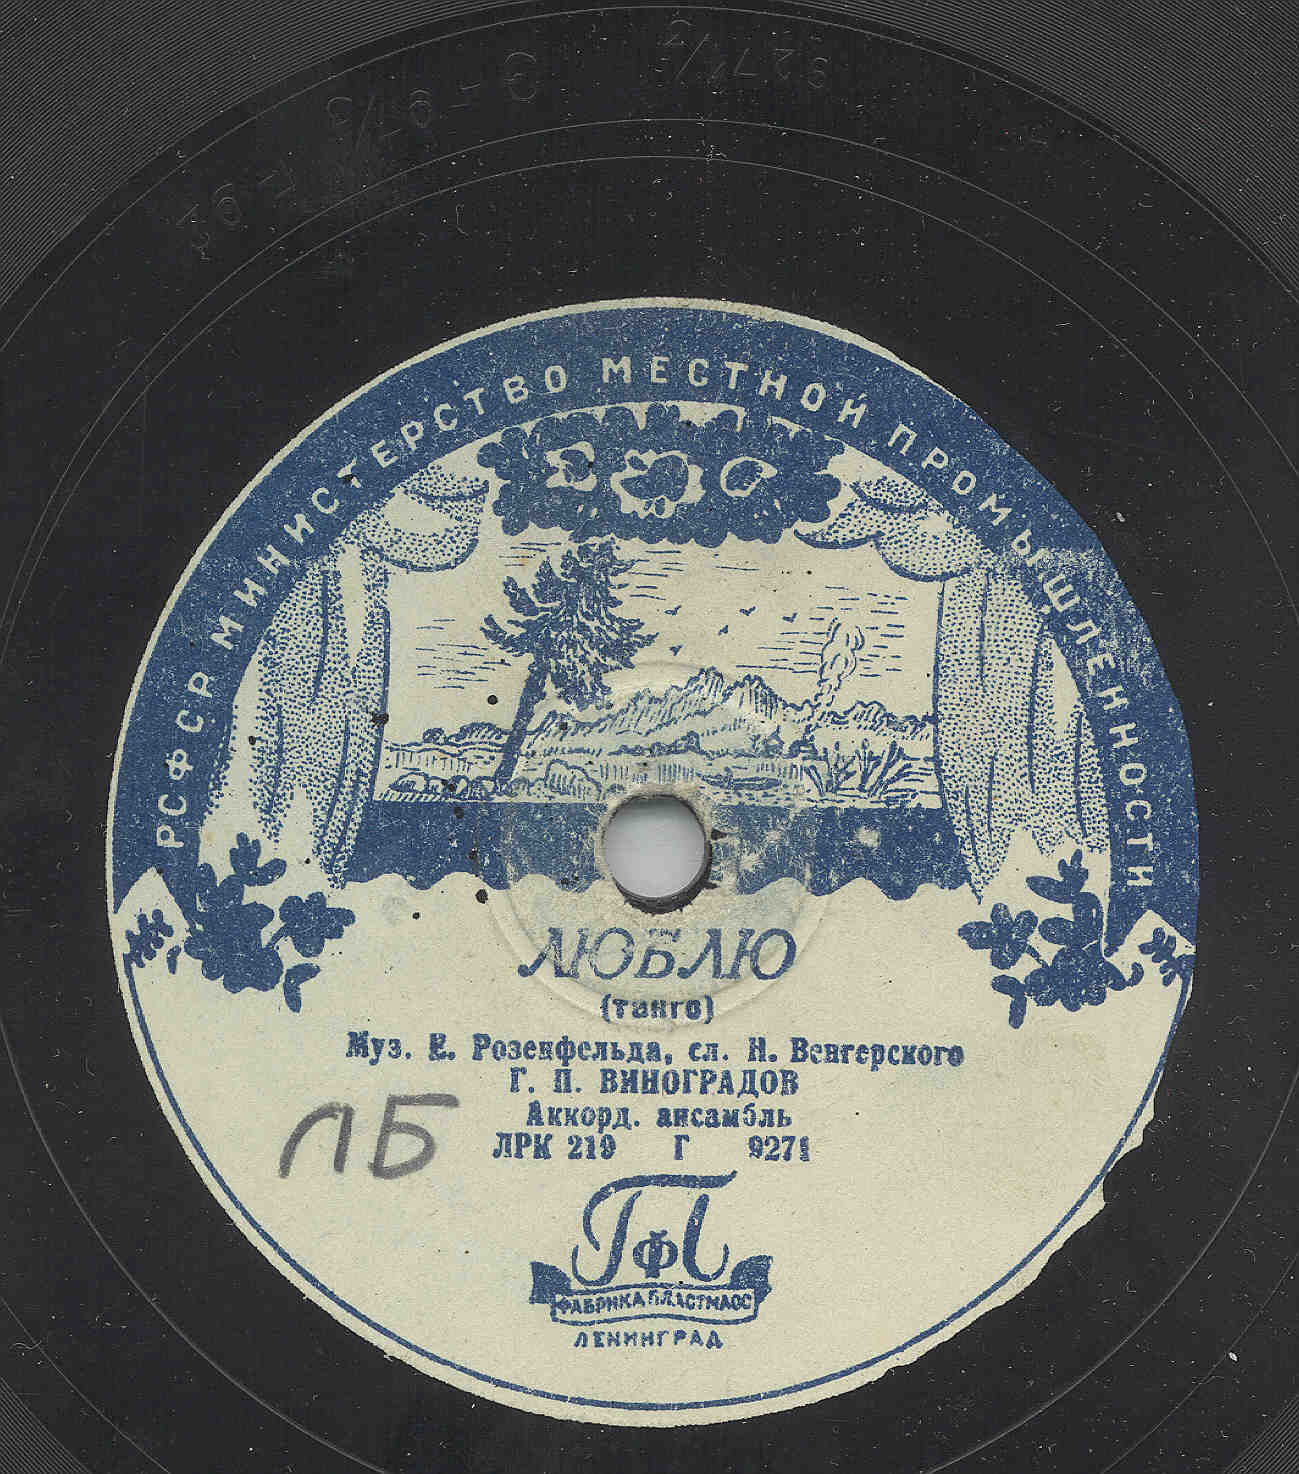 РСФСР МИНИСТЕРСТВО МЕСТНОЙ ПРОМЫШЛЕННОСТИ
ЛЮБЛЮ
(танго)
Муз. Е. Розенфельда, сл. Н. Венгерского
Г. П. ВИНОГРАДОВ
Аккорд. ансамбль
ЛРК 219 Г 9271
ЛБ
ФАБРИКА ПЛАСТМАСС
ЛЕНИНГРАД